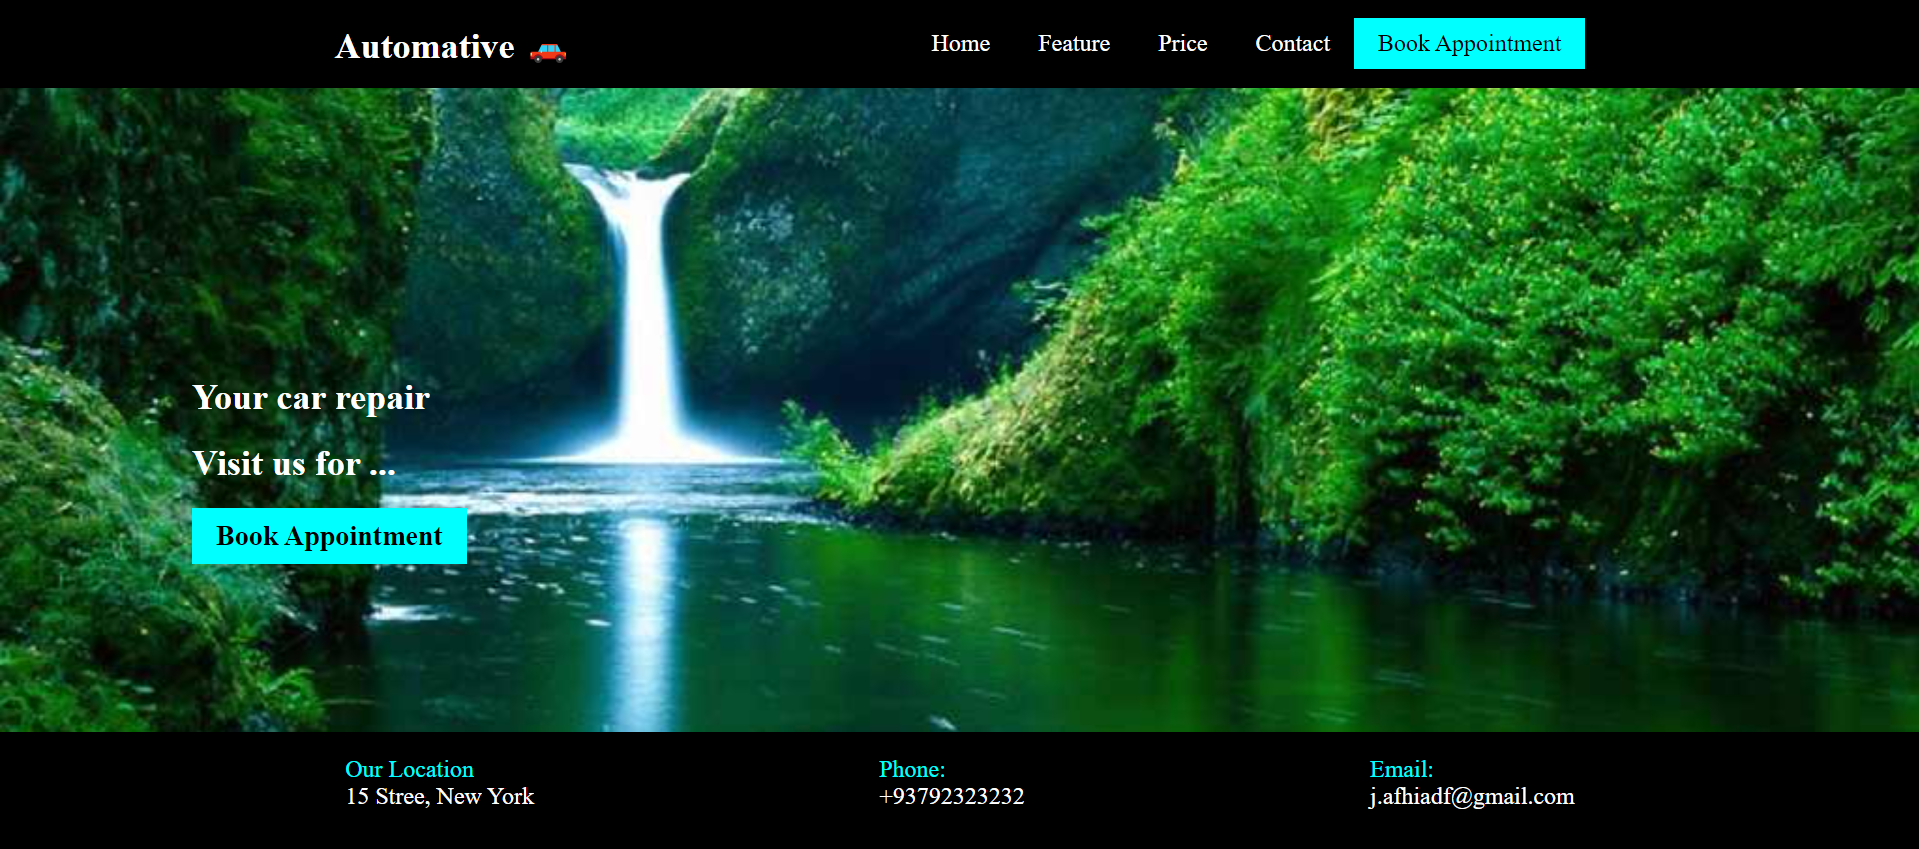 Automative 🚗
Home Feature Price Contact Book Appointment
Your car repair
Visit us for ...
Book Appointment
Our Location
15 Stree, New York
Phone:
+93792323232
Email:
j.afhiadf@gmail.com